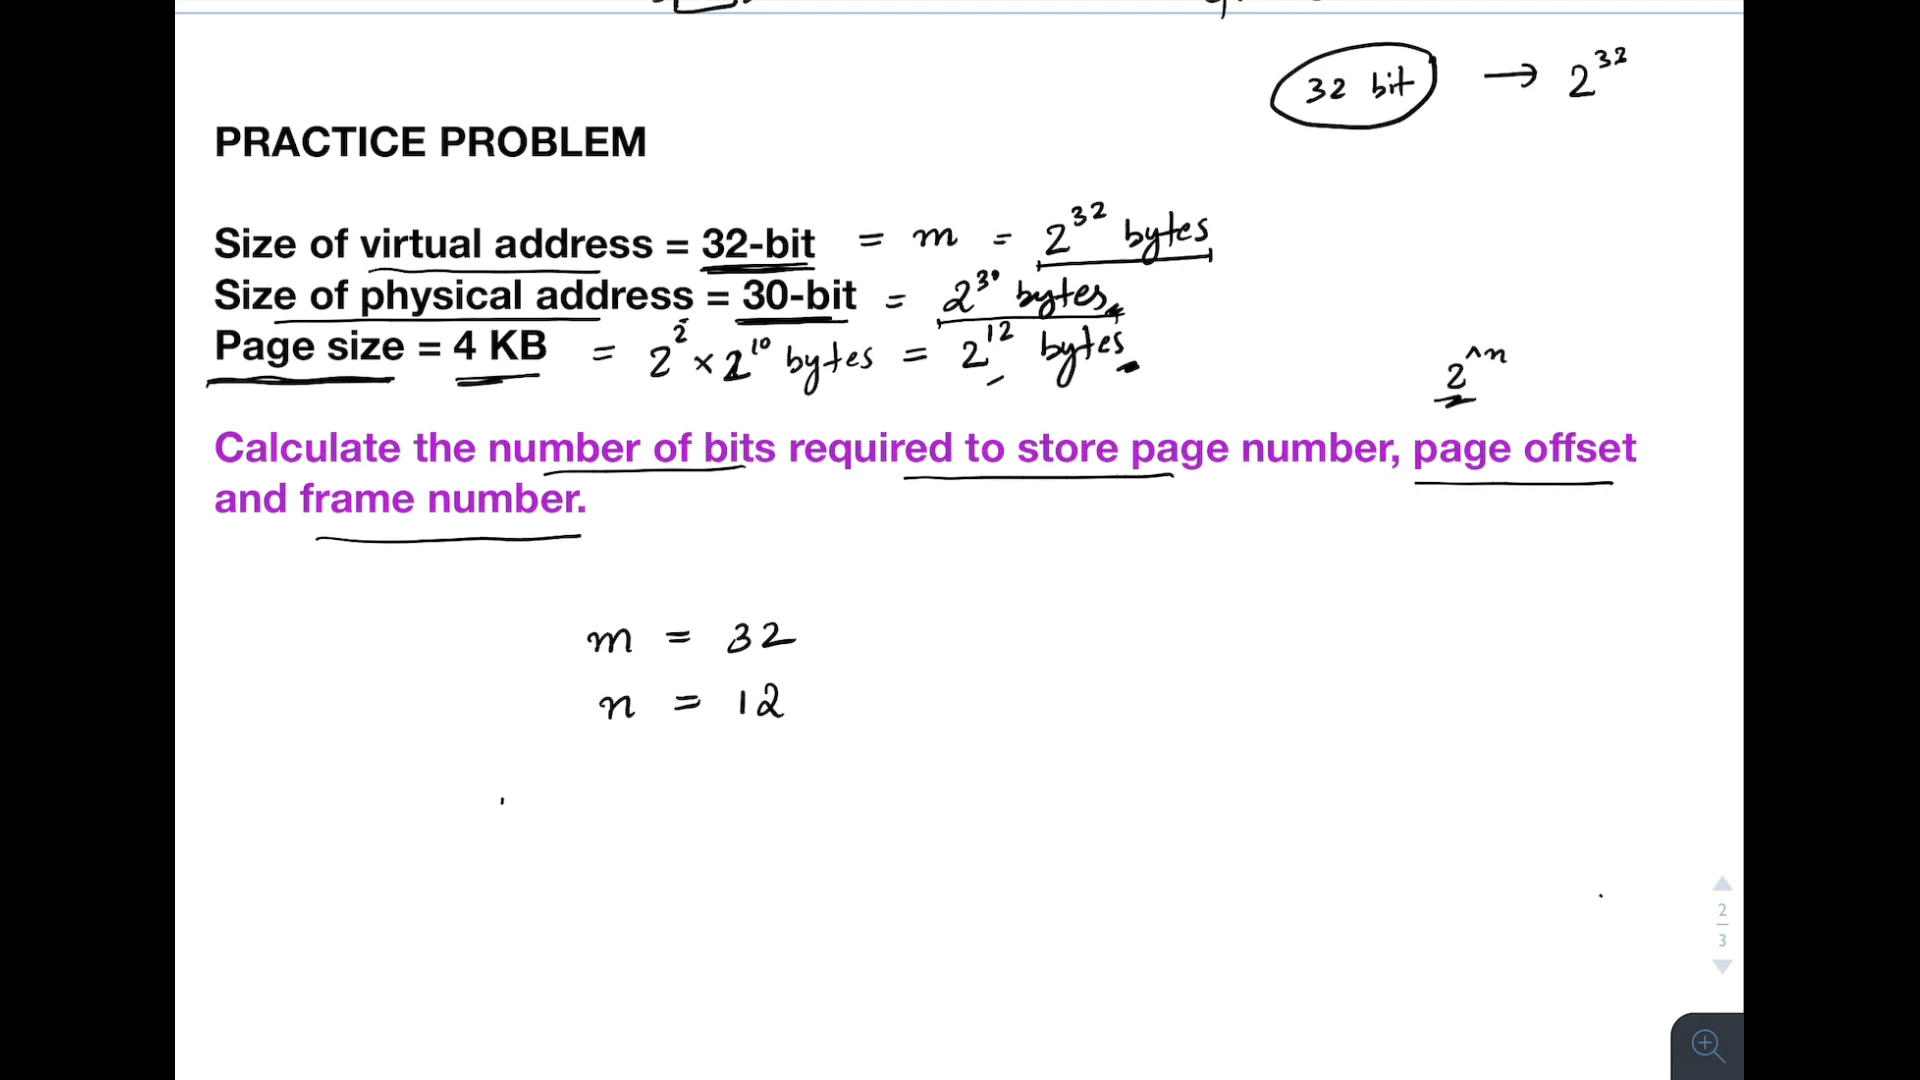 32 bit → 2^32
PRACTICE PROBLEM
Size of virtual address = 32-bit = m = 2^32 bytes
Size of physical address = 30-bit = 2^30 bytes
Page size = 4 KB = 2^2 × 2^10 bytes = 2^12 bytes
2^n
Calculate the number of bits required to store page number, page offset
and frame number.
m = 32
n = 12
2
3